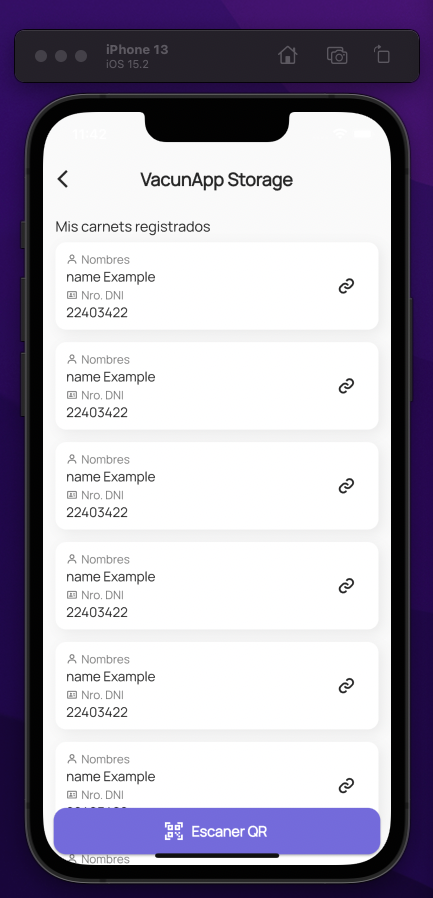 iPhone 13
iOS 15.2
11:42
VacunApp Storage
Mis carnets registrados
Nombres
name Example
Nro. DNI
22403422
Nombres
name Example
Nro. DNI
22403422
Nombres
name Example
Nro. DNI
22403422
Nombres
name Example
Nro. DNI
22403422
Nombres
name Example
Nro. DNI
22403422
Nombres
name Example
Nro. DNI
Escaner QR
Nombres